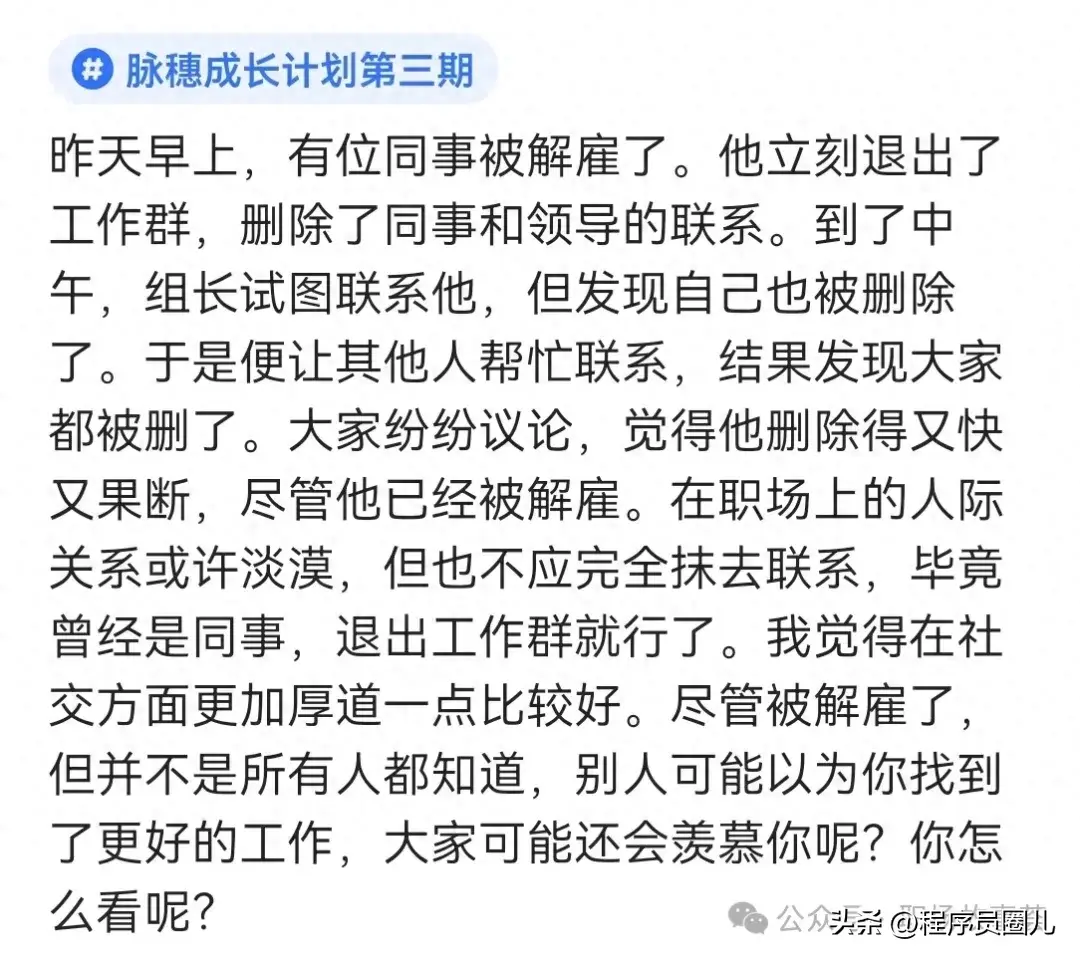 # 脉穗成长计划第三期
昨天早上，有位同事被解雇了。他立刻退出了
工作群，删除了同事和领导的联系。到了中
午，组长试图联系他，但发现自己也被删除
了。于是便让其他人帮忙联系，结果发现大家
都被删了。大家纷纷议论，觉得他删除得又快
又果断，尽管他已经被解雇。在职场上的人际
关系或许淡漠，但也不应完全抹去联系，毕竟
曾经是同事，退出工作群就行了。我觉得在社
交方面更加厚道一点比较好。尽管被解雇了，
但并不是所有人都知道，别人可能以为你找到
了更好的工作，大家可能还会羡慕你呢？你怎
么看呢？
公众
头条 @程序员圈儿